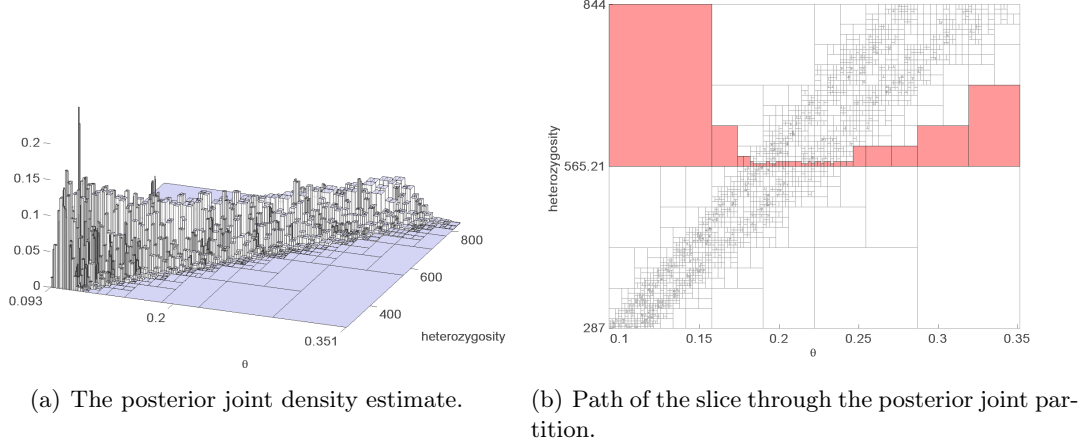 0.2
0.15
0.1
0.05
0
0.093
0.2
0.351
400
600
800
heterozygosity
θ
844
565.21
287
heterozygosity
0.1 0.15 0.2 0.25 0.3 0.35
θ
(a) The posterior joint density estimate.
(b) Path of the slice through the posterior joint par-
tition.